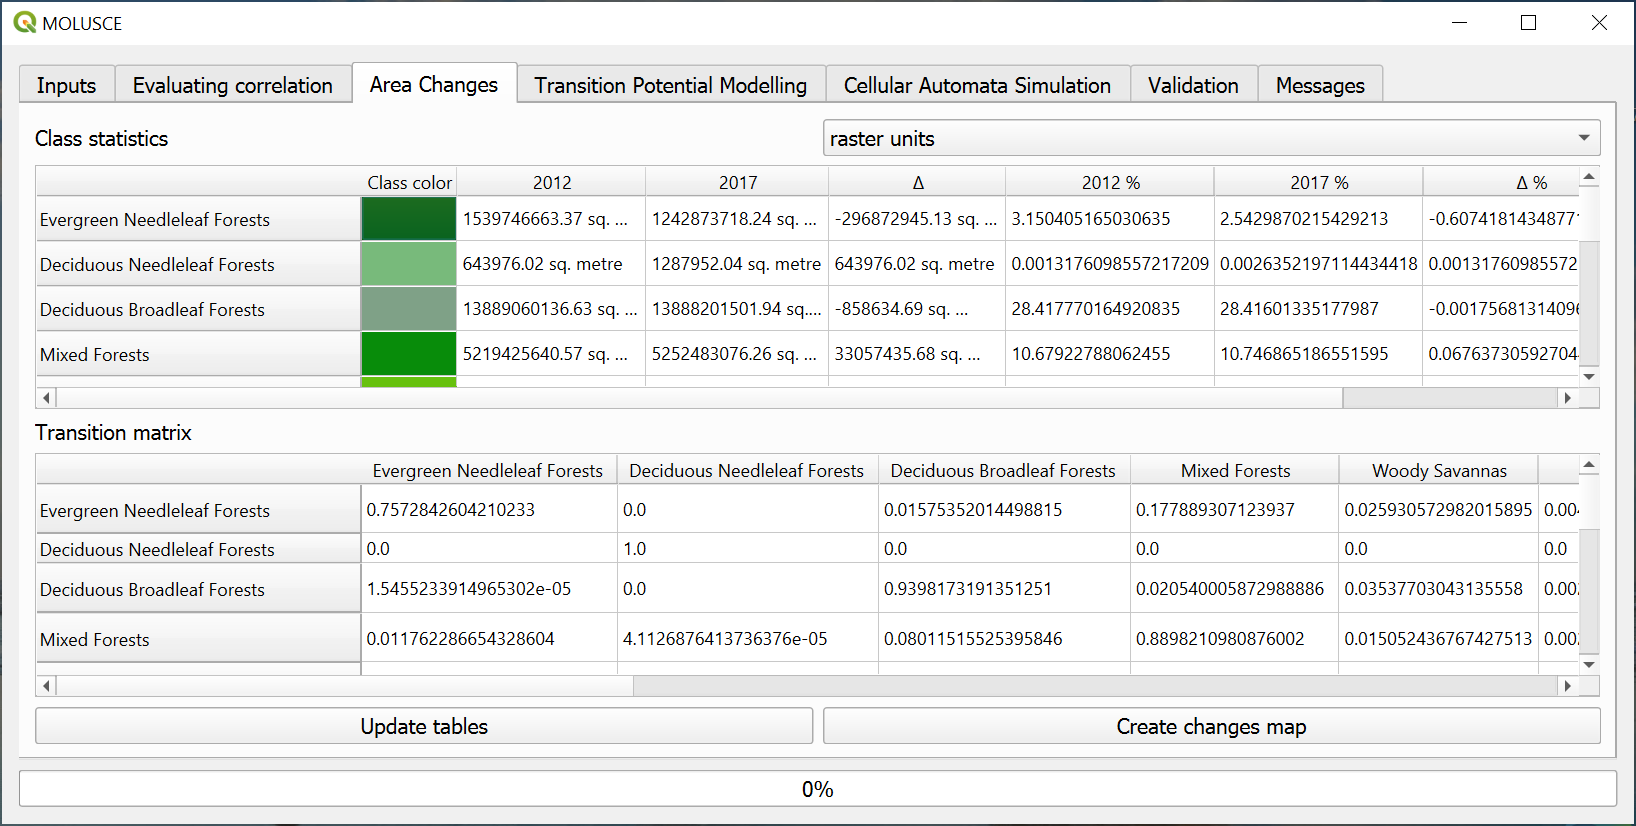 MOLUSCE
Inputs Evaluating correlation Area Changes Transition Potential Modelling Cellular Automata Simulation Validation Messages
Class statistics raster units
Class color 2012 2017 Δ 2012 % 2017 % Δ %
Evergreen Needleleaf Forests 1539746663.37 sq. ... 1242873718.24 sq. ... -296872945.13 sq. ... 3.150405165030635 2.5429870215429213 -0.60741814348771
Deciduous Needleleaf Forests 643976.02 sq. metre 1287952.04 sq. metre 643976.02 sq. metre 0.0013176098557217209 0.0026352197114434418 0.00131760985572
Deciduous Broadleaf Forests 13889060136.63 sq. ... 13888201501.94 sq.... -858634.69 sq. ... 28.417770164920835 28.41601335177987 -0.0017568131409
Mixed Forests 5219425640.57 sq. ... 5252483076.26 sq. ... 33057435.68 sq. ... 10.67922788062455 10.746865186551595 0.0676373059270
Transition matrix
Evergreen Needleleaf Forests Deciduous Needleleaf Forests Deciduous Broadleaf Forests Mixed Forests Woody Savannas
Evergreen Needleleaf Forests 0.7572842604210233 0.0 0.01575352014498815 0.177889307123937 0.025930572982015895 0.00
Deciduous Needleleaf Forests 0.0 1.0 0.0 0.0 0.0 0.0
Deciduous Broadleaf Forests 1.5455233914965302e-05 0.0 0.9398173191351251 0.020540005872988886 0.03537703043135558 0.00
Mixed Forests 0.011762286654328604 4.1126876413736376e-05 0.08011515525395846 0.8898210980876002 0.015052436767427513 0.00
Update tables Create changes map
0%